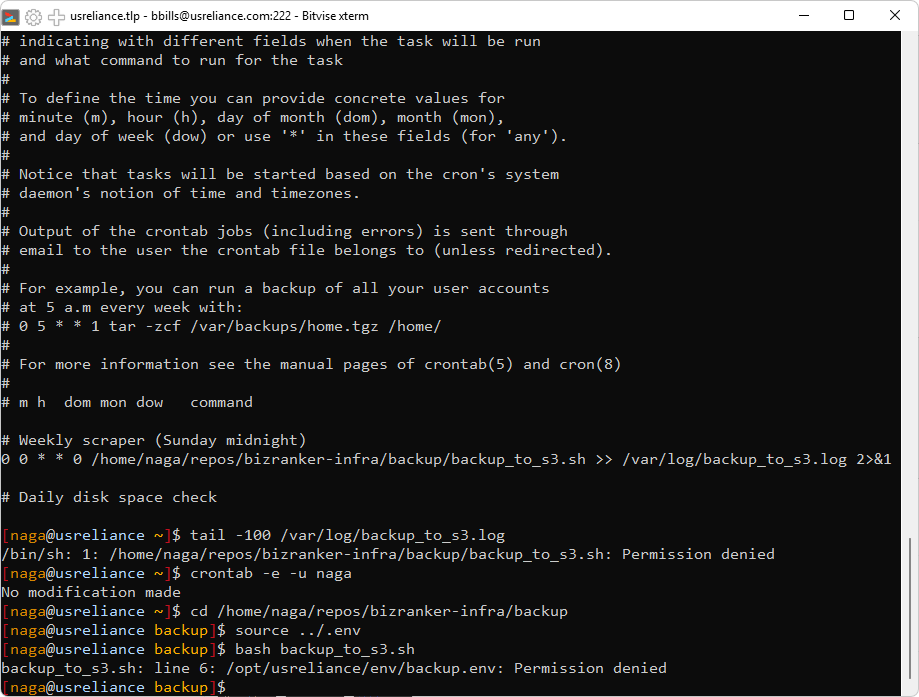 usreliance.tlp - bbills@usreliance.com:222 - Bitvise xterm
# indicating with different fields when the task will be run
# and what command to run for the task
#
# To define the time you can provide concrete values for
# minute (m), hour (h), day of month (dom), month (mon),
# and day of week (dow) or use '*' in these fields (for 'any').
#
# Notice that tasks will be started based on the cron's system
# daemon's notion of time and timezones.
#
# Output of the crontab jobs (including errors) is sent through
# email to the user the crontab file belongs to (unless redirected).
#
# For example, you can run a backup of all your user accounts
# at 5 a.m every week with:
# 0 5 * * 1 tar -zcf /var/backups/home.tgz /home/
#
# For more information see the manual pages of crontab(5) and cron(8)
#
# m h  dom mon dow   command

# Weekly scraper (Sunday midnight)
0 0 * * 0 /home/naga/repos/bizranker-infra/backup/backup_to_s3.sh >> /var/log/backup_to_s3.log 2>&1

# Daily disk space check

[naga@usreliance ~]$ tail -100 /var/log/backup_to_s3.log
/bin/sh: 1: /home/naga/repos/bizranker-infra/backup/backup_to_s3.sh: Permission denied
[naga@usreliance ~]$ crontab -e -u naga
No modification made
[naga@usreliance ~]$ cd /home/naga/repos/bizranker-infra/backup
[naga@usreliance backup]$ source ../.env
[naga@usreliance backup]$ bash backup_to_s3.sh
backup_to_s3.sh: line 6: /opt/usreliance/env/backup.env: Permission denied
[naga@usreliance backup]$